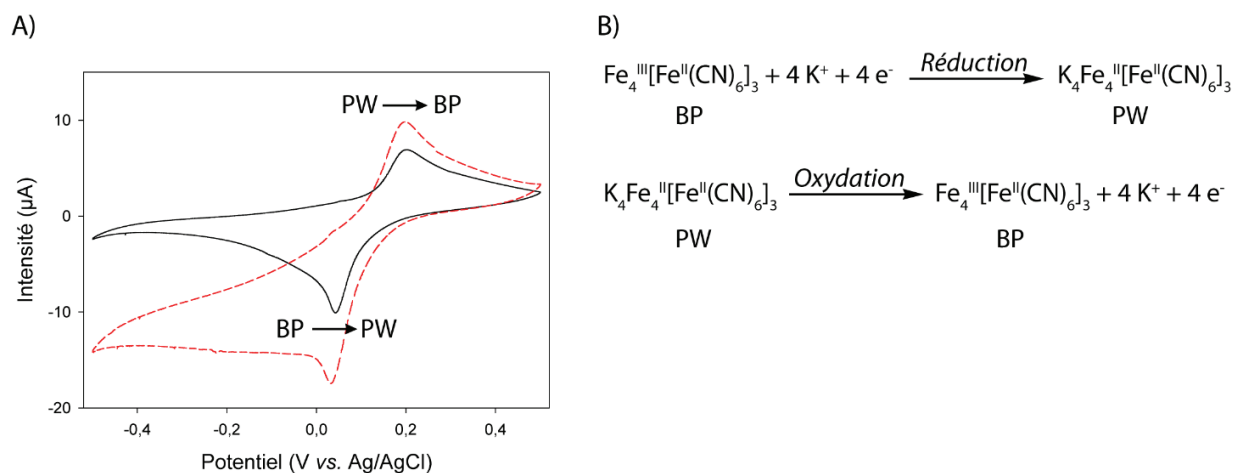 A)
PW → BP
10
0
-10
-20
BP → PW
-0,4
-0,2
0,0
0,2
0,4
Intensité (µA)
Potentiel (V vs. Ag/AgCl)
B)
Fe₄ᴵᴵᴵ[Feᴵᴵ(CN)₆]₃ + 4 K⁺ + 4 e⁻ Réduction → K₄Fe₄ᴵᴵ[Feᴵᴵ(CN)₆]₃
BP PW
K₄Fe₄ᴵᴵ[Feᴵᴵ(CN)₆]₃ Oxydation → Fe₄ᴵᴵᴵ[Feᴵᴵ(CN)₆]₃ + 4 K⁺ + 4 e⁻
PW BP